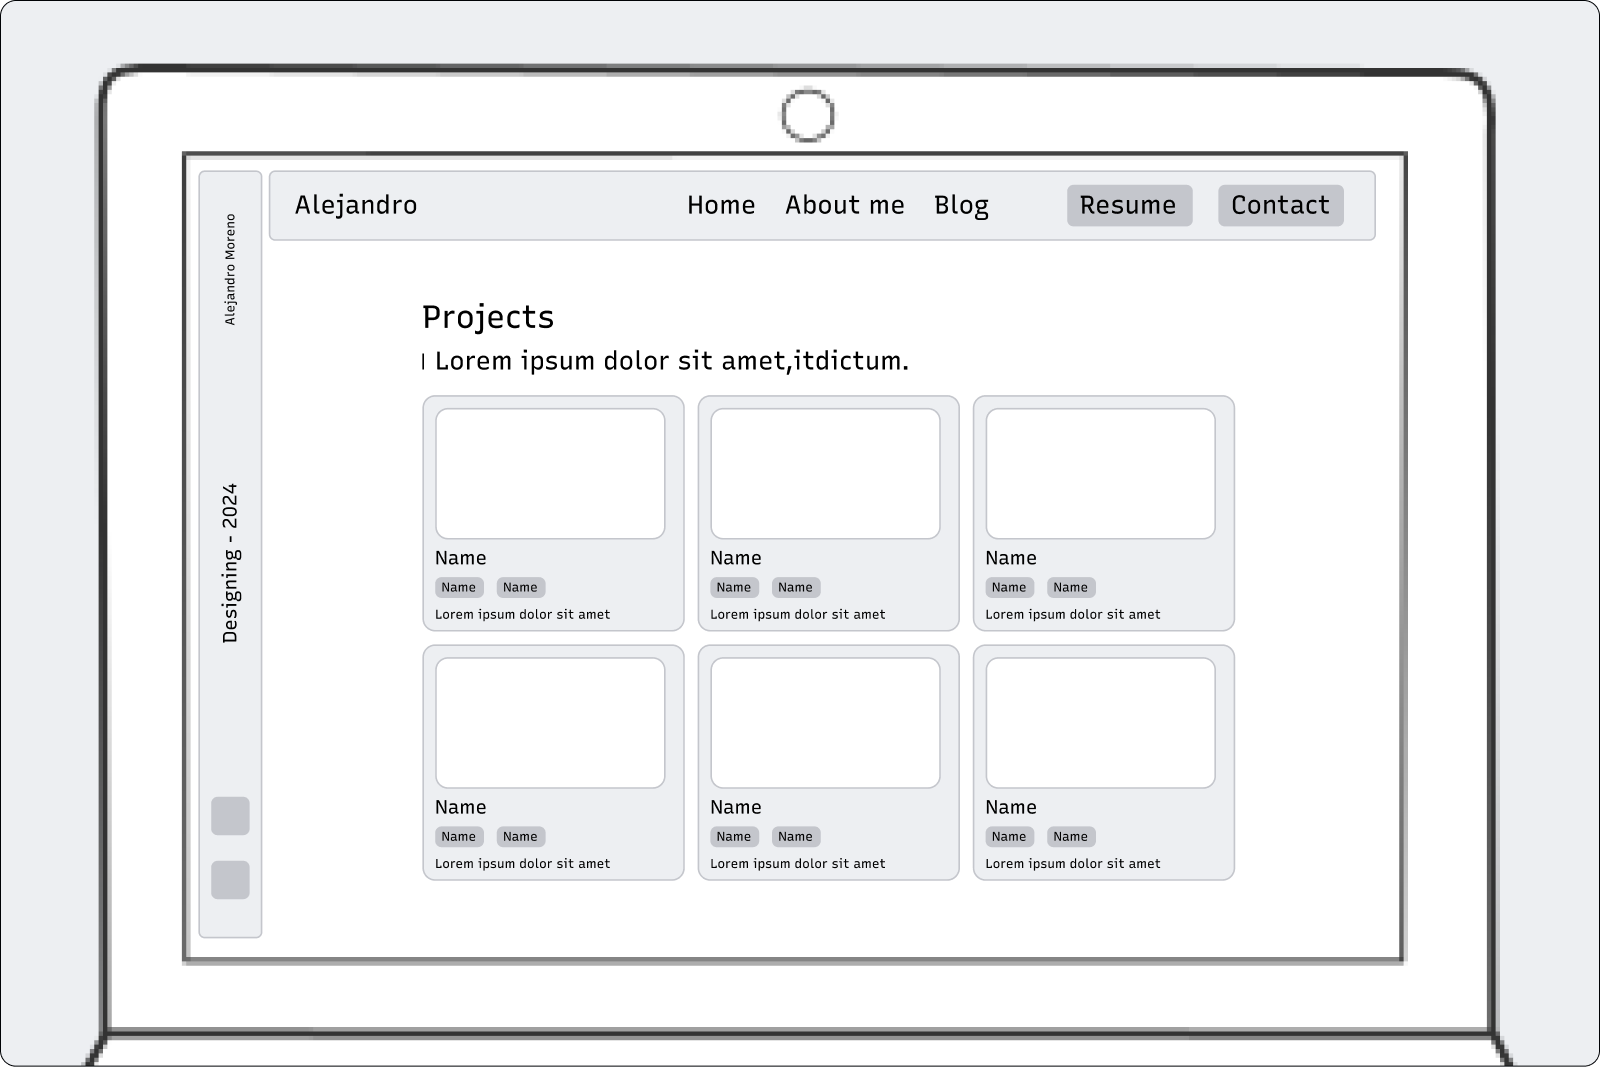 Alejandro Moreno
Designing - 2024
Alejandro Home About me Blog Resume Contact
Projects
| Lorem ipsum dolor sit amet,itdictum.
Name
Name Name
Lorem ipsum dolor sit amet
Name
Name Name
Lorem ipsum dolor sit amet
Name
Name Name
Lorem ipsum dolor sit amet
Name
Name Name
Lorem ipsum dolor sit amet
Name
Name Name
Lorem ipsum dolor sit amet
Name
Name Name
Lorem ipsum dolor sit amet